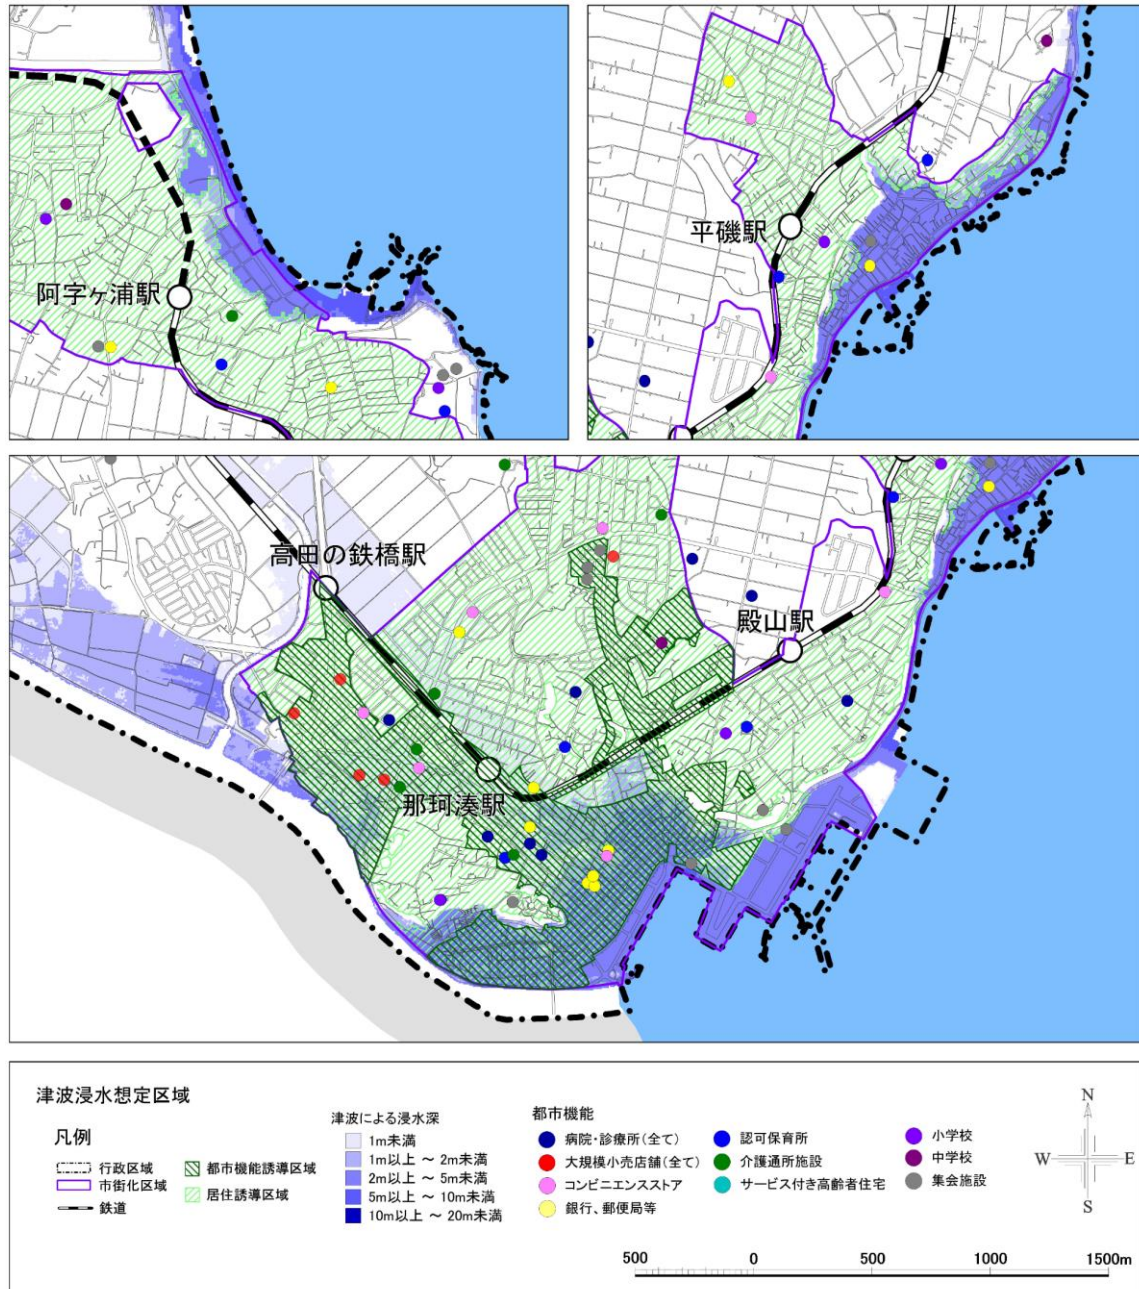 阿字ヶ浦駅
平磯駅
高田の鉄橋駅
殿山駅
那珂湊駅
津波浸水想定区域
凡例
行政区域
市街化区域
鉄道
都市機能誘導区域
居住誘導区域
津波による浸水深
1m未満
1m以上 ～ 2m未満
2m以上 ～ 5m未満
5m以上 ～ 10m未満
10m以上 ～ 20m未満
都市機能
病院・診療所(全て)
大規模小売店舗(全て)
コンビニエンスストア
銀行、郵便局等
認可保育所
介護通所施設
サービス付き高齢者住宅
小学校
中学校
集会施設
N
W E
S
500 0 500 1000 1500m